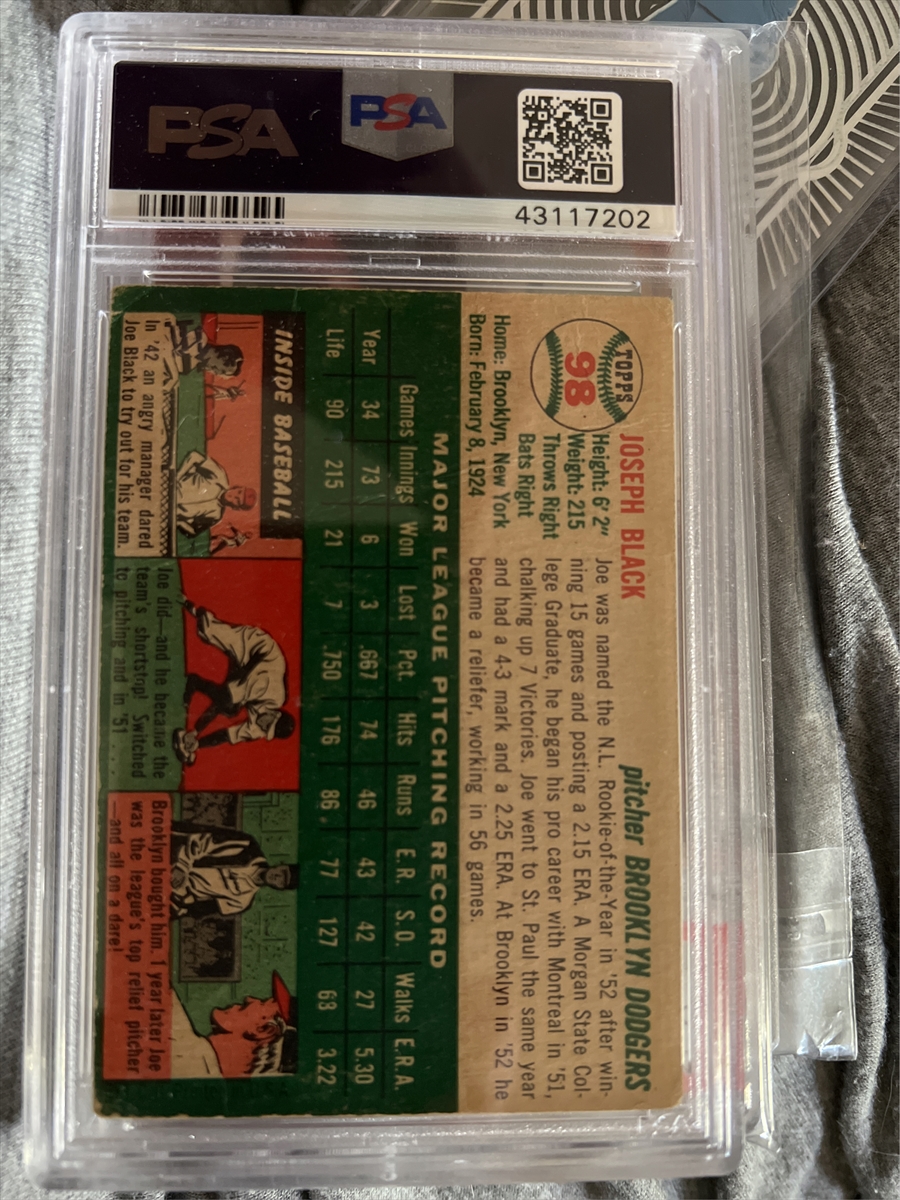 PSA
PSA
43117202
TOPPS
98
JOSEPH BLACK
pitcher BROOKLYN DODGERS
Height: 6' 2"
Weight: 215
Throws Right
Bats Right
Home: Brooklyn, New York
Born: February 8, 1924
Joe was named the N.L. Rookie-of-the-Year in '52 after win-
ning 15 games and posting a 2.15 ERA. A Morgan State Col-
lege Graduate, he began his pro career with Montreal in '51,
chalking up 7 Victories. Joe went to St. Paul the same year
and had a 4-3 mark and a 2.25 ERA. At Brooklyn in '52 he
became a reliefer, working in 56 games.
MAJOR LEAGUE PITCHING RECORD
Games Innings Won Lost Pct. Hits Runs E.R. S.O. Walks E.R.A.
Year 34 73 6 3 .667 74 46 43 42 27 5.30
Life 90 215 21 7 .750 176 86 77 127 68 3.22
INSIDE BASEBALL
In '42 an angry manager dared
Joe Black to try out for his team.
Joe did—and he became the
team's shortstop! Switched
to pitching and in '51 . . .
Brooklyn bought him. 1 year later Joe
was the league's top relief pitcher
—and all on a dare!